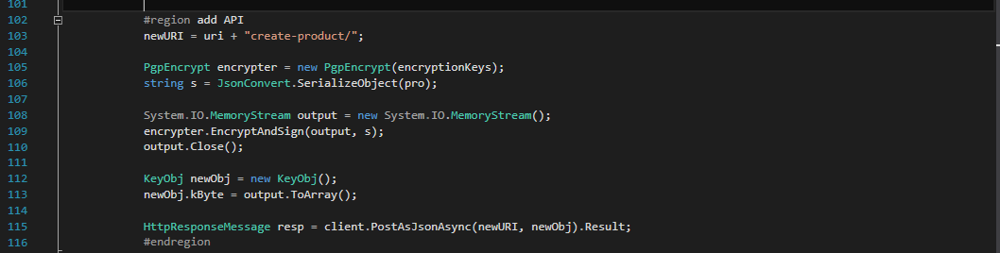 101
102 #region add API
103 newURI = uri + "create-product/";
104
105 PgpEncrypt encrypter = new PgpEncrypt(encryptionKeys);
106 string s = JsonConvert.SerializeObject(pro);
107
108 System.IO.MemoryStream output = new System.IO.MemoryStream();
109 encrypter.EncryptAndSign(output, s);
110 output.Close();
111
112 KeyObj newObj = new KeyObj();
113 newObj.kByte = output.ToArray();
114
115 HttpResponseMessage resp = client.PostAsJsonAsync(newURI, newObj).Result;
116 #endregion